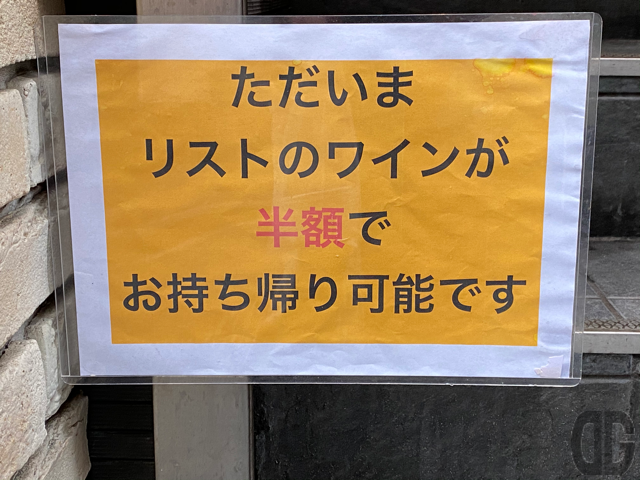 ただいま
リストのワインが
半額で
お持ち帰り可能です
DG